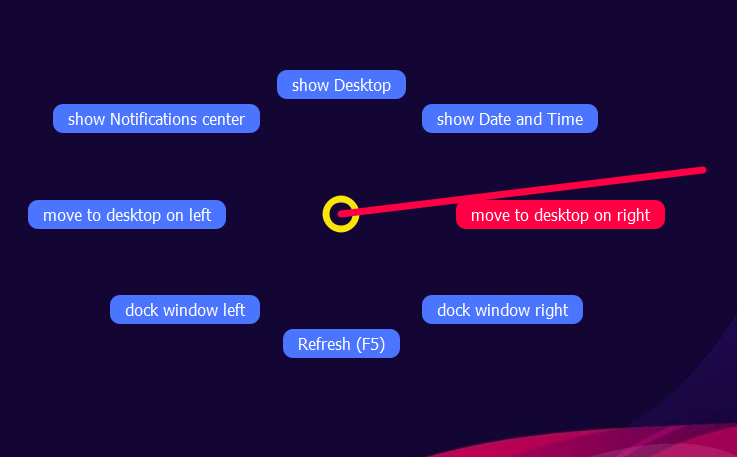 show Desktop
show Notifications center
show Date and Time
move to desktop on left
move to desktop on right
dock window left
dock window right
Refresh (F5)